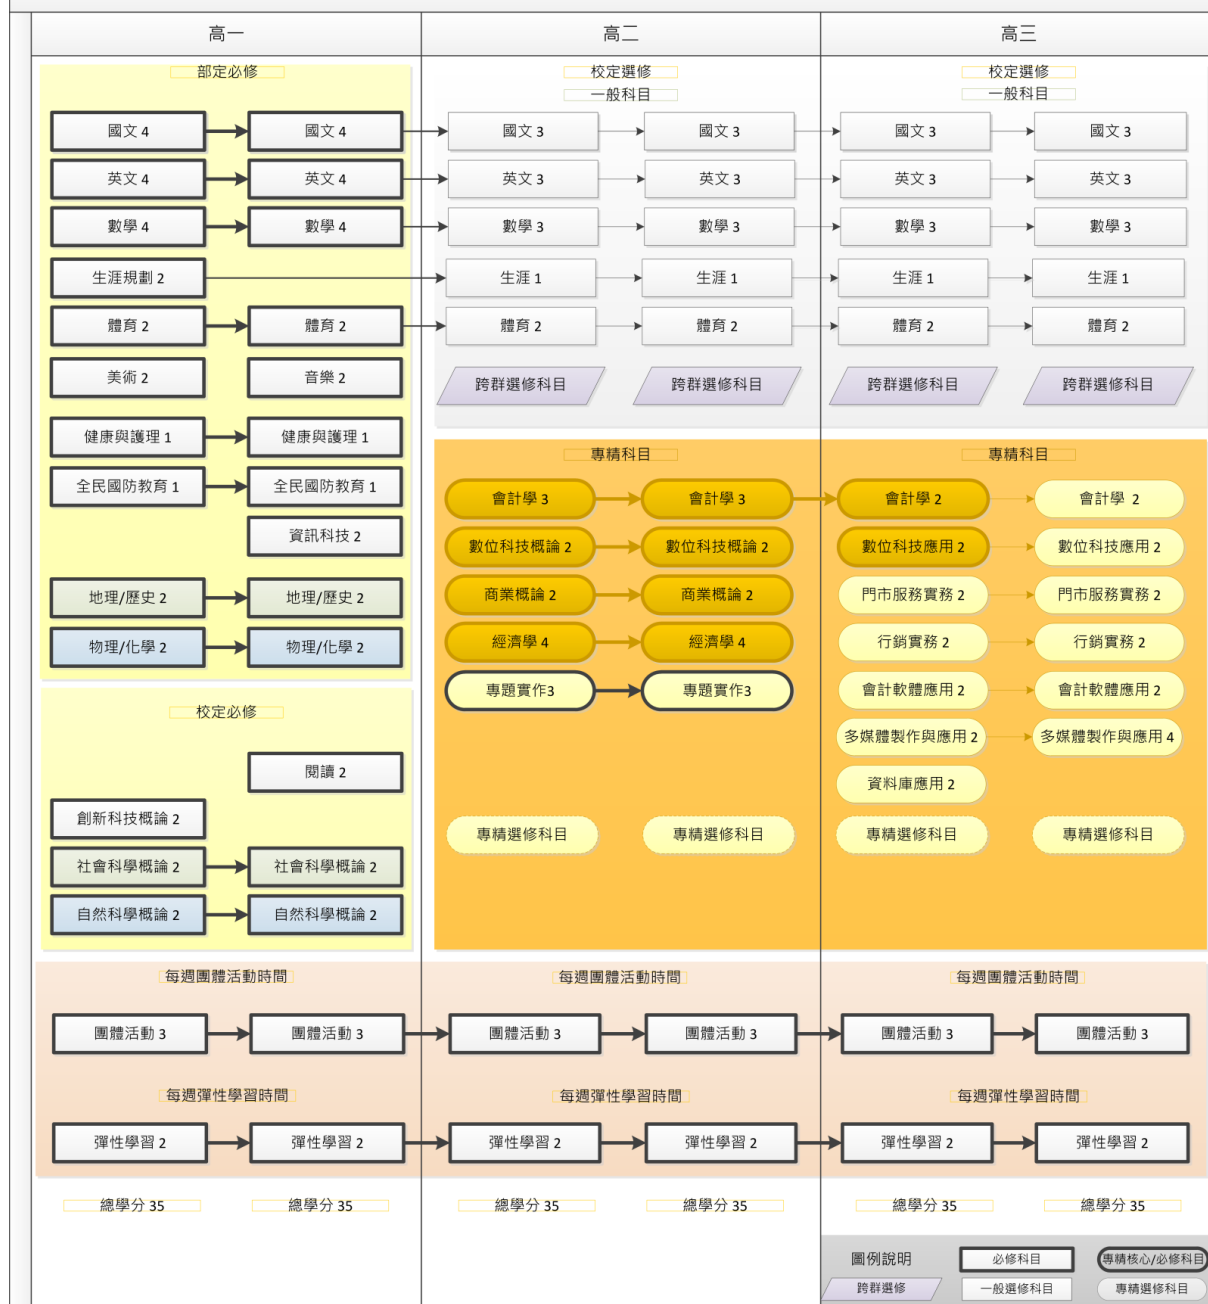 高一
高二
高三
部定必修
校定選修
校定選修
一般科目
一般科目
國文 4
國文 4
國文 3
國文 3
國文 3
國文 3
英文 4
英文 4
英文 3
英文 3
英文 3
英文 3
數學 4
數學 4
數學 3
數學 3
數學 3
數學 3
生涯規劃 2
生涯 1
生涯 1
生涯 1
生涯 1
體育 2
體育 2
體育 2
體育 2
體育 2
體育 2
美術 2
音樂 2
跨群選修科目
跨群選修科目
跨群選修科目
跨群選修科目
健康與護理 1
健康與護理 1
專精科目
專精科目
全民國防教育 1
全民國防教育 1
會計學 3
會計學 3
會計學 2
會計學 2
資訊科技 2
數位科技概論 2
數位科技概論 2
數位科技應用 2
數位科技應用 2
地理/歷史 2
地理/歷史 2
商業概論 2
商業概論 2
門市服務實務 2
門市服務實務 2
物理/化學 2
物理/化學 2
經濟學 4
經濟學 4
行銷實務 2
行銷實務 2
專題實作3
專題實作3
會計軟體應用 2
會計軟體應用 2
校定必修
多媒體製作與應用 2
多媒體製作與應用 4
閱讀 2
資料庫應用 2
創新科技概論 2
專精選修科目
專精選修科目
專精選修科目
專精選修科目
社會科學概論 2
社會科學概論 2
自然科學概論 2
自然科學概論 2
每週團體活動時間
每週團體活動時間
每週團體活動時間
團體活動 3
團體活動 3
團體活動 3
團體活動 3
團體活動 3
團體活動 3
每週彈性學習時間
每週彈性學習時間
每週彈性學習時間
彈性學習 2
彈性學習 2
彈性學習 2
彈性學習 2
彈性學習 2
彈性學習 2
總學分 35
總學分 35
總學分 35
總學分 35
總學分 35
總學分 35
圖例說明
必修科目
專精核心/必修科目
跨群選修
一般選修科目
專精選修科目